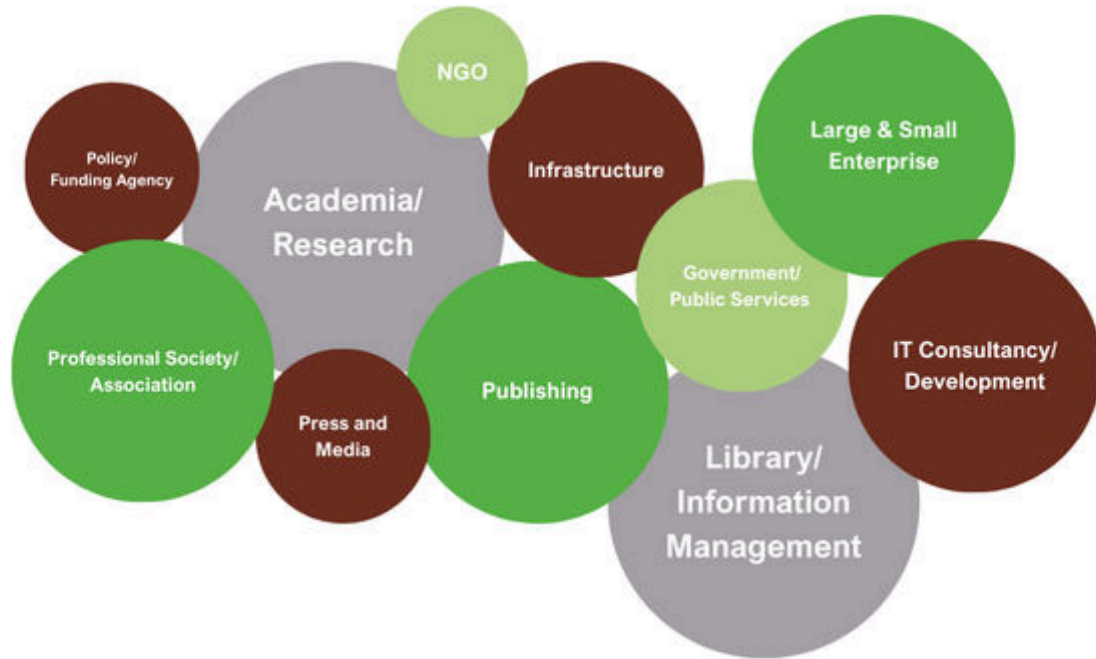 NGO
Large & Small
Enterprise
Policy/
Funding Agency
Infrastructure
Academia/
Research
Government/
Public Services
Professional Society/
Association
IT Consultancy/
Development
Publishing
Press and
Media
Library/
Information
Management